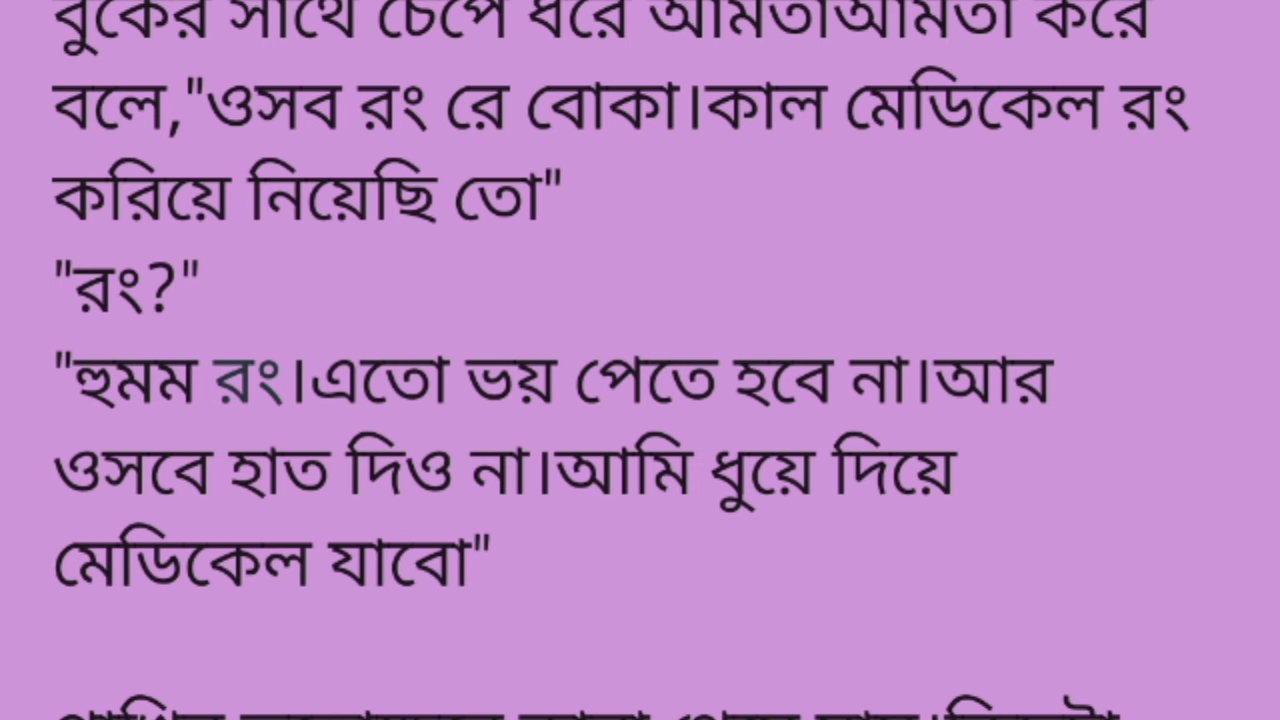 বুকের সাথে চেপে ধরে আমতাআমতা করে
বলে,"ওসব রং রে বোকা।কাল মেডিকেল রং
করিয়ে নিয়েছি তো"
"রং?"
"হুমম রং।এতো ভয় পেতে হবে না।আর
ওসবে হাত দিও না।আমি ধুয়ে দিয়ে
মেডিকেল যাবো"